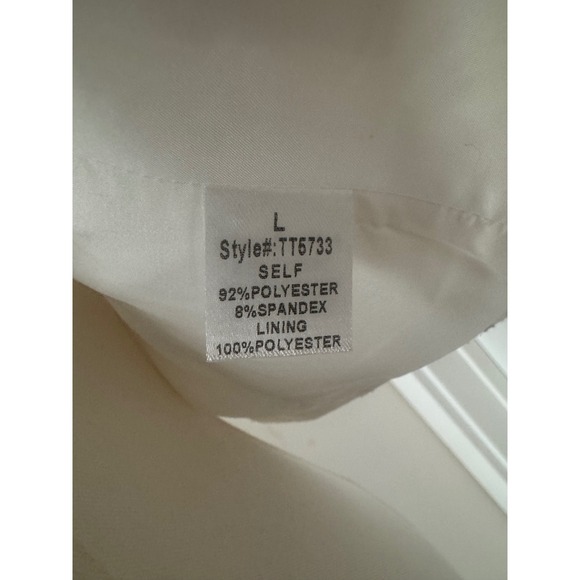 L
Style#:TT5733
SELF
92%POLYESTER
8%SPANDEX
LINING
100%POLYESTER